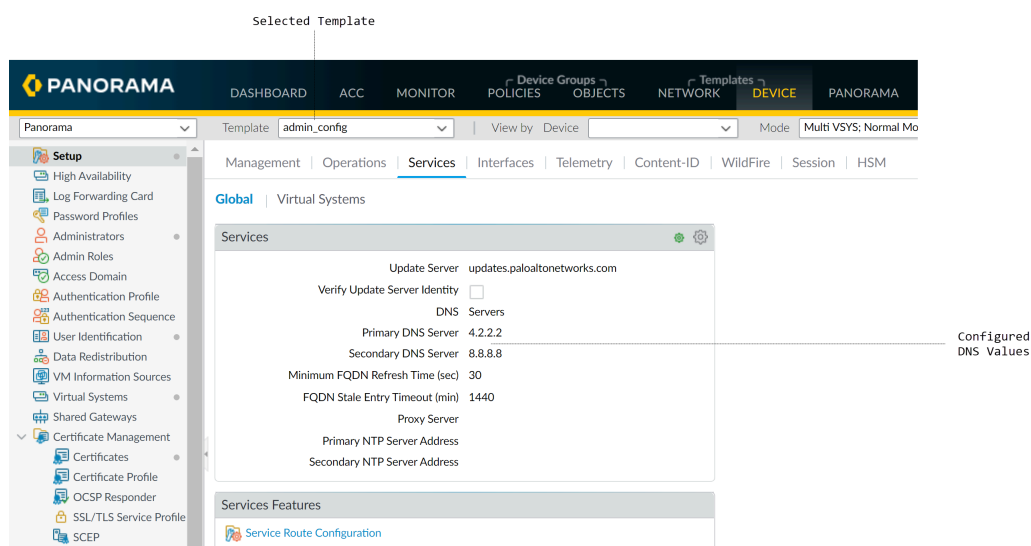 Selected Template
PANORAMA
Device Groups
Templates
DASHBOARD ACC MONITOR POLICIES OBJECTS NETWORK DEVICE PANORAMA
Panorama
Template admin_config | View by Device Mode Multi VSYS; Normal Mo
Setup
High Availability
Log Forwarding Card
Password Profiles
Administrators
Admin Roles
Access Domain
Authentication Profile
Authentication Sequence
User Identification
Data Redistribution
VM Information Sources
Virtual Systems
Shared Gateways
Certificate Management
Certificates
Certificate Profile
OCSP Responder
SSL/TLS Service Profile
SCEP
Management | Operations | Services | Interfaces | Telemetry | Content-ID | WildFire | Session | HSM
Global | Virtual Systems
Services
Update Server updates.paloaltonetworks.com
Verify Update Server Identity
DNS Servers
Primary DNS Server 4.2.2.2
Secondary DNS Server 8.8.8.8
Minimum FQDN Refresh Time (sec) 30
FQDN Stale Entry Timeout (min) 1440
Proxy Server
Primary NTP Server Address
Secondary NTP Server Address
Services Features
Service Route Configuration
Configured
DNS Values